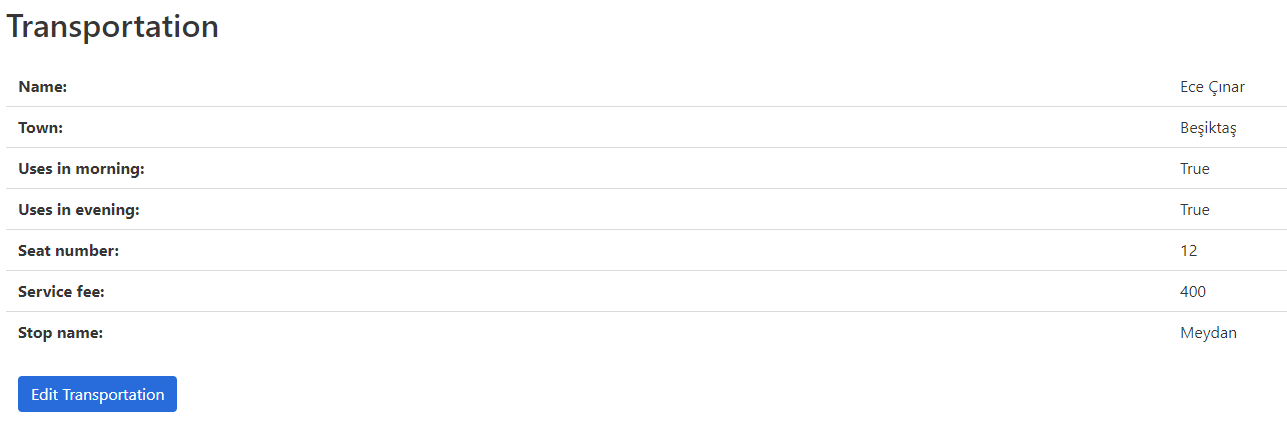 Transportation
Name: Ece Çınar
Town: Beşiktaş
Uses in morning: True
Uses in evening: True
Seat number: 12
Service fee: 400
Stop name: Meydan
Edit Transportation